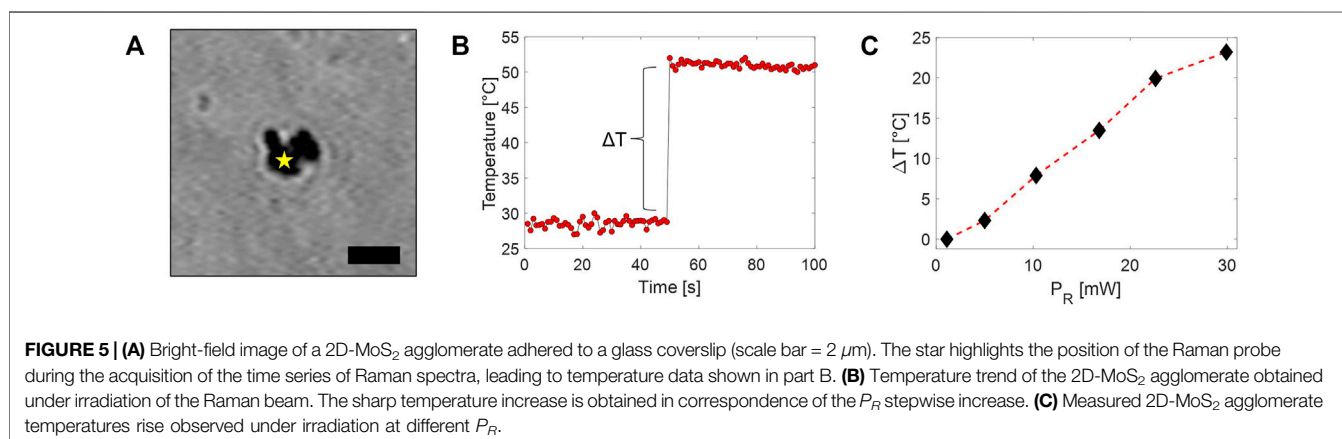 A
B
Temperature [°C]
55
50
45
40
35
30
25
ΔT
0
20
40
60
80
100
Time [s]
C
ΔT [°C]
25
20
15
10
5
0
0
10
20
30
P_R [mW]
FIGURE 5 | (A) Bright-field image of a 2D-MoS₂ agglomerate adhered to a glass coverslip (scale bar = 2 μm). The star highlights the position of the Raman probe
during the acquisition of the time series of Raman spectra, leading to temperature data shown in part B. (B) Temperature trend of the 2D-MoS₂ agglomerate obtained
under irradiation of the Raman beam. The sharp temperature increase is obtained in correspondence of the P_R stepwise increase. (C) Measured 2D-MoS₂ agglomerate
temperatures rise observed under irradiation at different P_R.